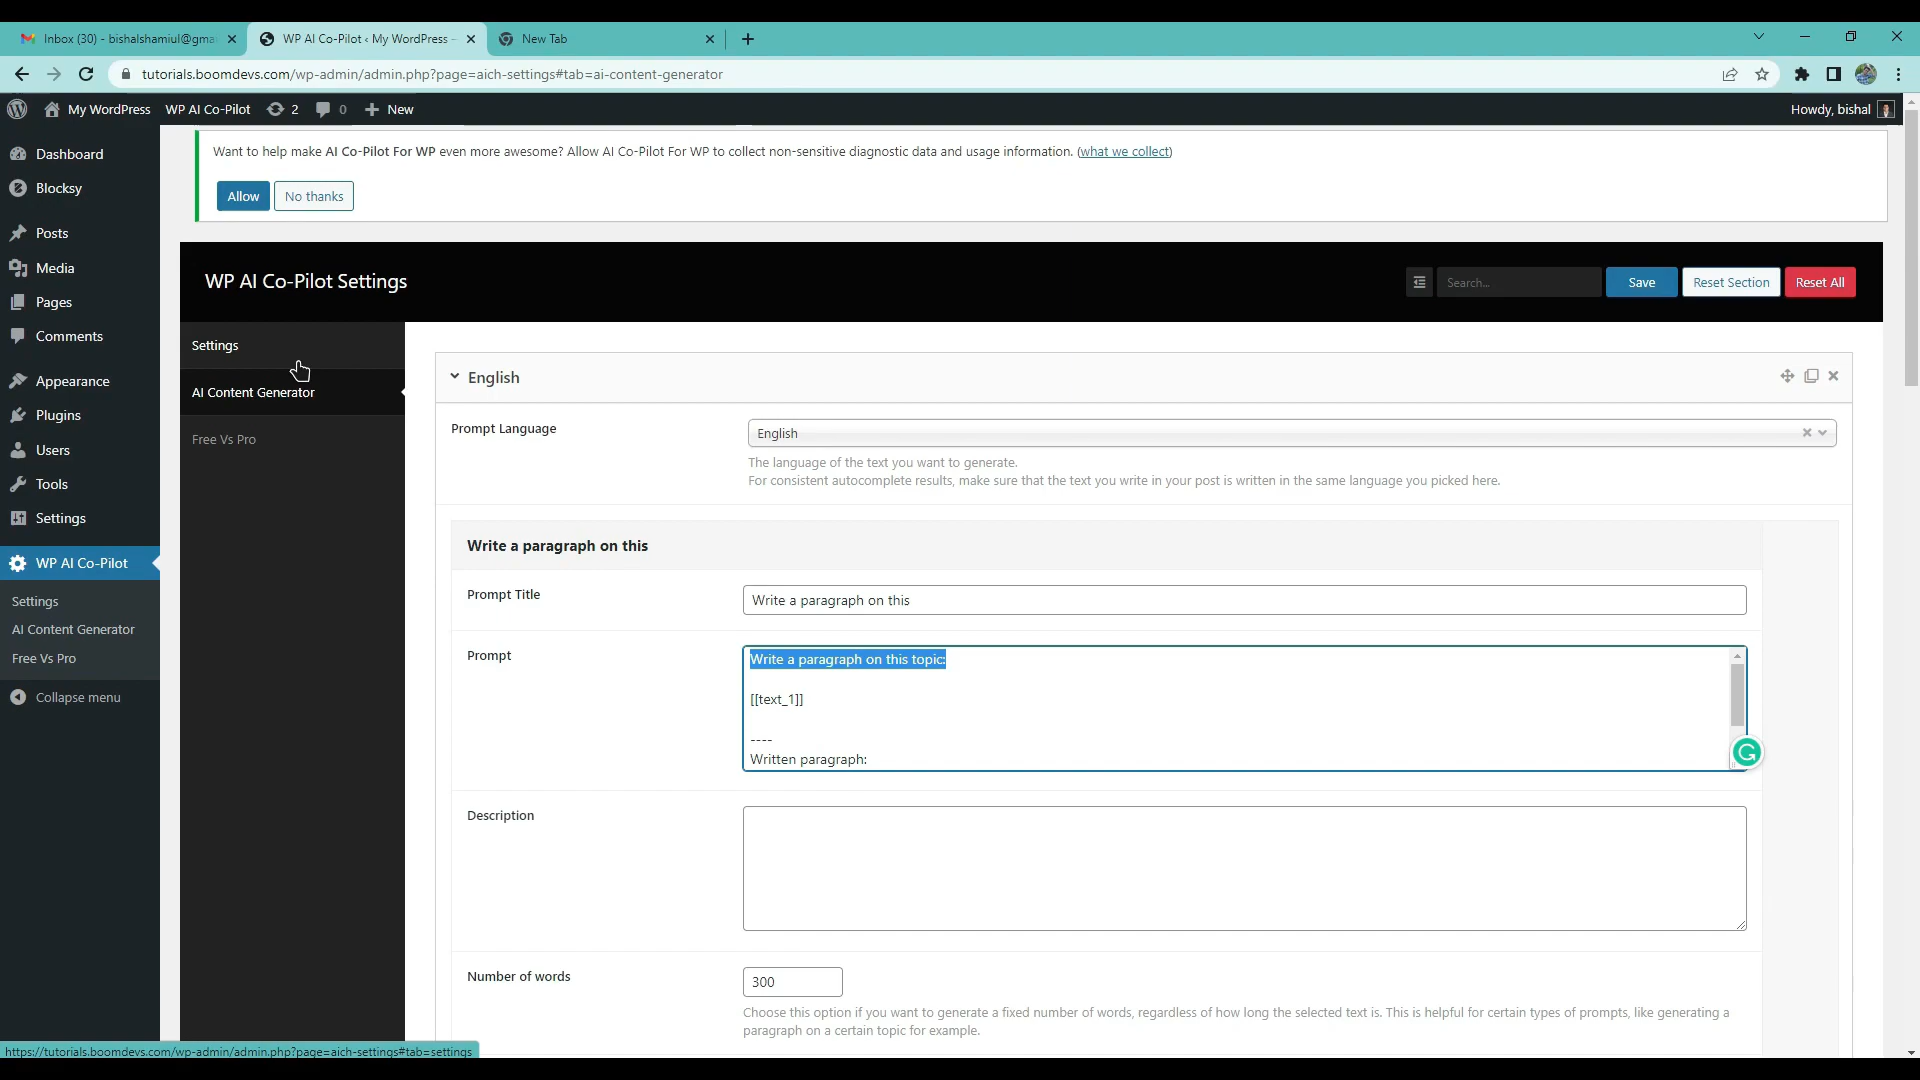 Inbox (30) - bishalshamiul@gma
WP AI Co-Pilot ‹ My WordPress —
New Tab
tutorials.boomdevs.com/wp-admin/admin.php?page=aich-settings#tab=ai-content-generator
My WordPress
WP AI Co-Pilot
2
0
New
Howdy, bishal
Dashboard
Blocksy
Posts
Media
Pages
Comments
Appearance
Plugins
Users
Tools
Settings
WP AI Co-Pilot
Settings
AI Content Generator
Free Vs Pro
Collapse menu
Want to help make AI Co-Pilot For WP even more awesome? Allow AI Co-Pilot For WP to collect non-sensitive diagnostic data and usage information. (what we collect)
Allow
No thanks
WP AI Co-Pilot Settings
Search...
Save
Reset Section
Reset All
Settings
AI Content Generator
Free Vs Pro
English
Prompt Language
English
The language of the text you want to generate.
For consistent autocomplete results, make sure that the text you write in your post is written in the same language you picked here.
Write a paragraph on this
Prompt Title
Write a paragraph on this
Prompt
Write a paragraph on this topic:
[[text_1]]
----
Written paragraph:
Description
Number of words
300
Choose this option if you want to generate a fixed number of words, regardless of how long the selected text is. This is helpful for certain types of prompts, like generating a
paragraph on a certain topic for example.
https://tutorials.boomdevs.com/wp-admin/admin.php?page=aich-settings#tab=settings